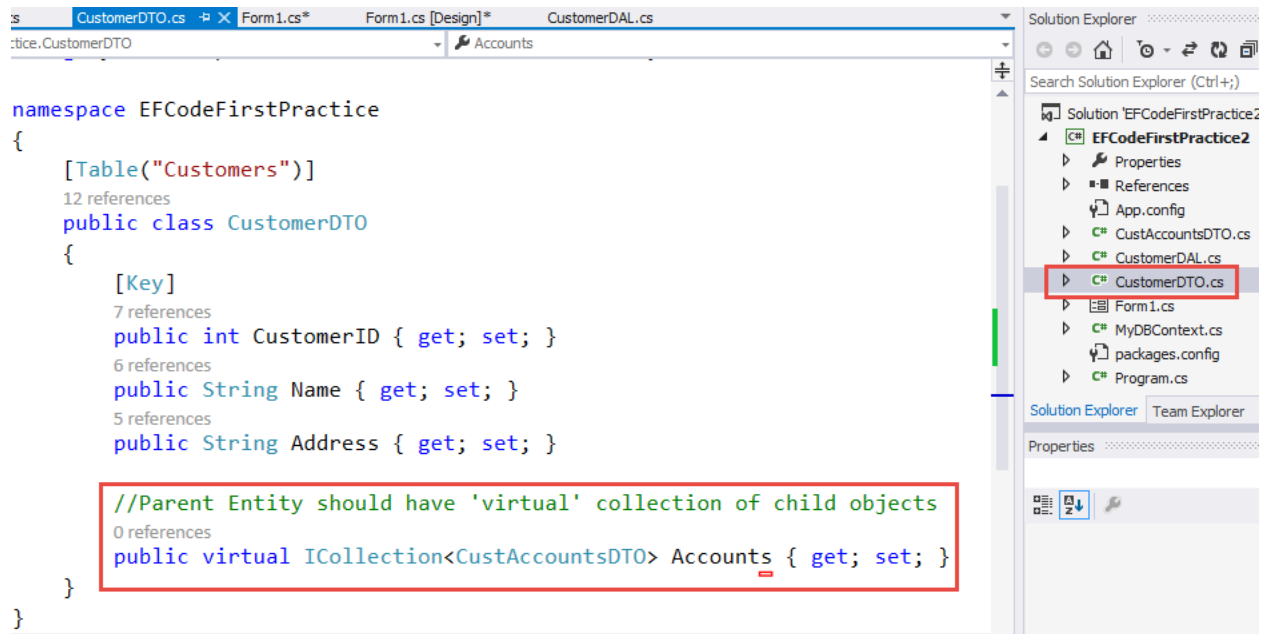 CustomerDTO.cs
Form1.cs*
Form1.cs [Design]*
CustomerDAL.cs
tice.CustomerDTO
Accounts
namespace EFCodeFirstPractice
{
[Table("Customers")]
12 references
public class CustomerDTO
{
[Key]
7 references
public int CustomerID { get; set; }
6 references
public String Name { get; set; }
5 references
public String Address { get; set; }
//Parent Entity should have 'virtual' collection of child objects
0 references
public virtual ICollection<CustAccountsDTO> Accounts { get; set; }
}
}
Solution Explorer
Search Solution Explorer (Ctrl+;)
Solution 'EFCodeFirstPractice2
C# EFCodeFirstPractice2
Properties
References
App.config
C# CustAccountsDTO.cs
C# CustomerDAL.cs
C# CustomerDTO.cs
Form1.cs
C# MyDBContext.cs
packages.config
C# Program.cs
Solution Explorer
Team Explorer
Properties